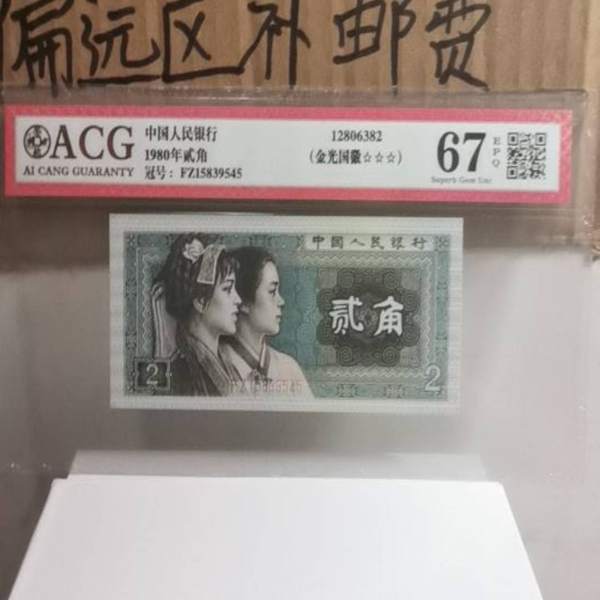 偏远区补邮费
ACG
AI CANG GUARANTY
中国人民银行
1980年贰角
冠号: FZ15839545
12806382
(金光国徽☆☆☆)
67
EPQ
Superb Gem Unc
中国人民银行
贰角
2
FZ15839545
2